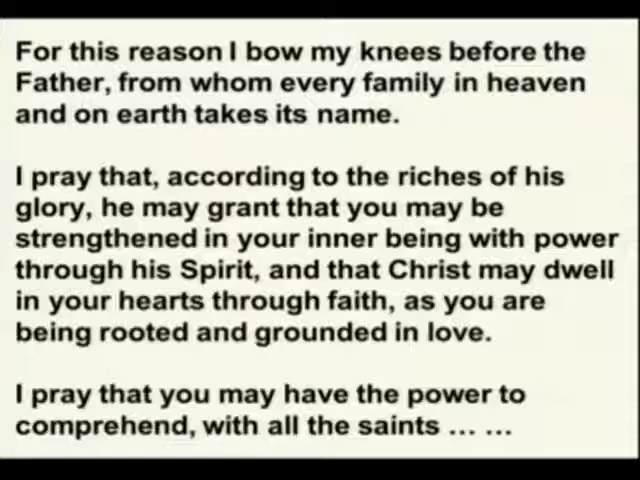 For this reason I bow my knees before the
Father, from whom every family in heaven
and on earth takes its name.
I pray that, according to the riches of his
glory, he may grant that you may be
strengthened in your inner being with power
through his Spirit, and that Christ may dwell
in your hearts through faith, as you are
being rooted and grounded in love.
I pray that you may have the power to
comprehend, with all the saints ... ...